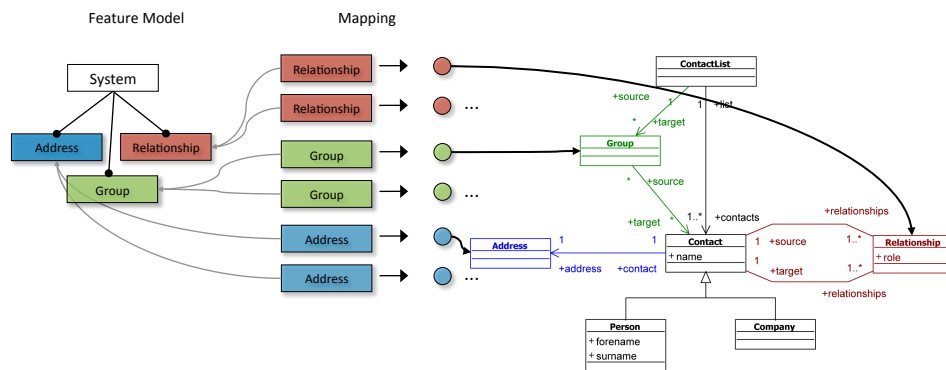 Feature Model
Mapping
System
Address
Relationship
Group
Relationship
Relationship
...
Group
Group
...
Address
Address
...
ContactList
+source
1
1
+list
*
+target
Group
*
+source
+target
*
1..*
+contacts
Address
1
1
+address
+contact
Contact
+ name
1
+source
1..*
+relationships
1
+target
1..*
+relationships
Relationship
+ role
Person
+ forename
+ surname
Company